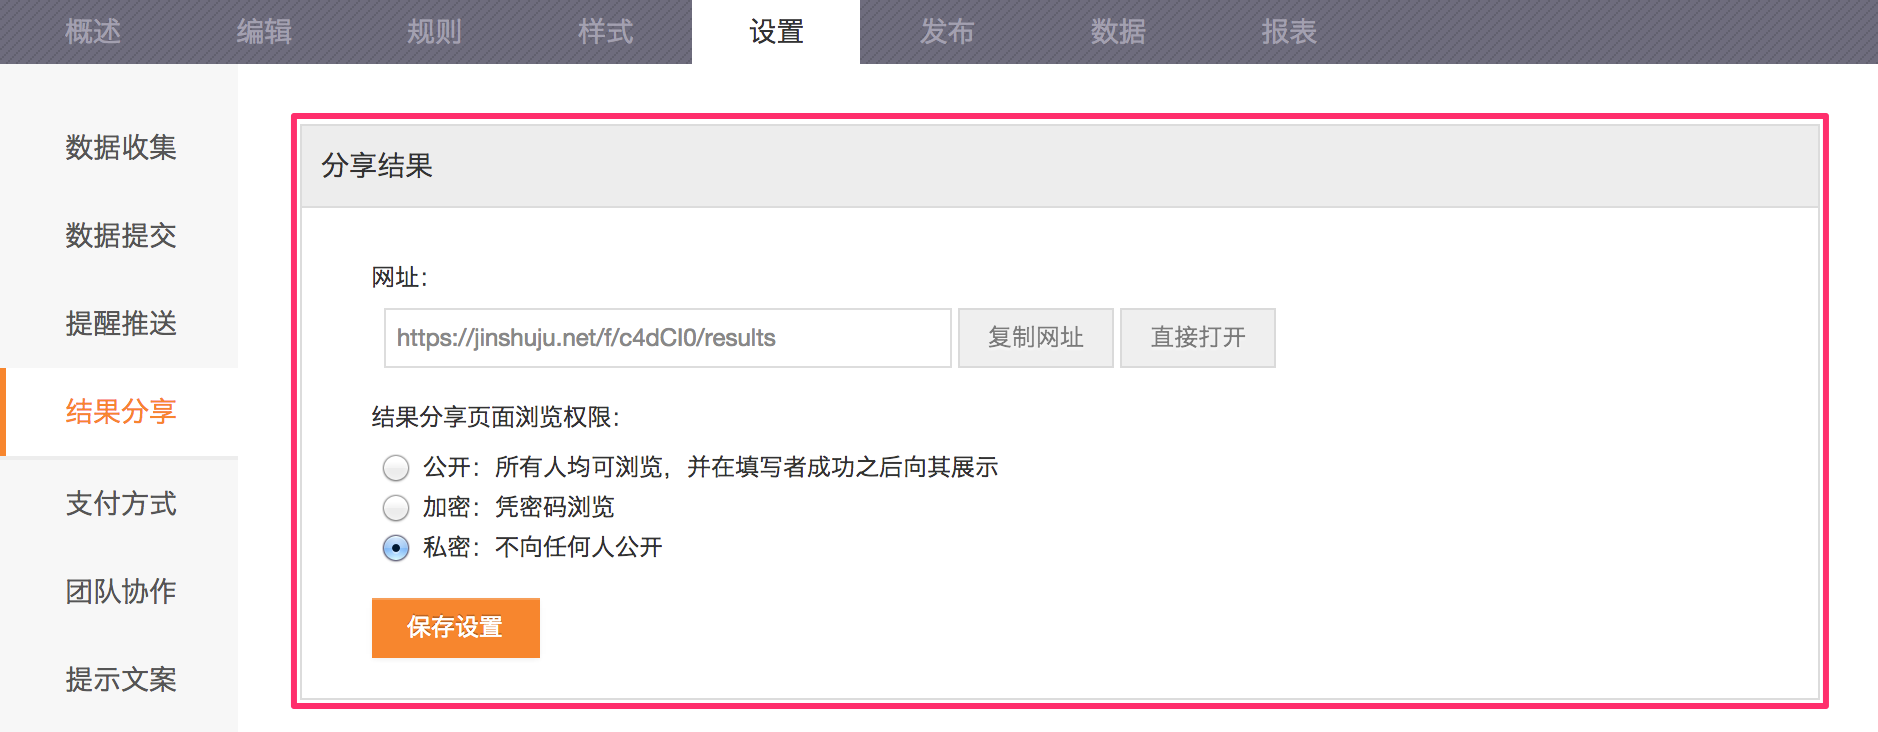 概述 编辑 规则 样式 设置 发布 数据 报表
数据收集
数据提交
提醒推送
结果分享
支付方式
团队协作
提示文案
分享结果
网址：
https://jinshuju.net/f/c4dCI0/results 复制网址 直接打开
结果分享页面浏览权限：
公开：所有人均可浏览，并在填写者成功之后向其展示
加密：凭密码浏览
私密：不向任何人公开
保存设置